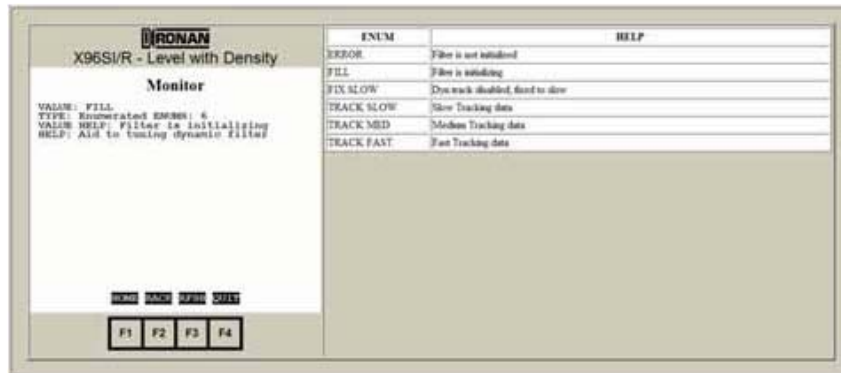 RONAN
X96SI/R - Level with Density
Monitor
VALUE: FILL
TYPE: Enumerated ENUMS: 6
VALUE HELP: Filter is initializing
HELP: Aid to tuning dynamic filter
HOME BACK RFSH QUIT
F1 F2 F3 F4
ENUM HELP
ERROR Filter is not initialized
FILL Filter is initializing
FIX SLOW Dyn track disabled, fixed to slow
TRACK SLOW Slow Tracking data
TRACK MED Medium Tracking data
TRACK FAST Fast Tracking data